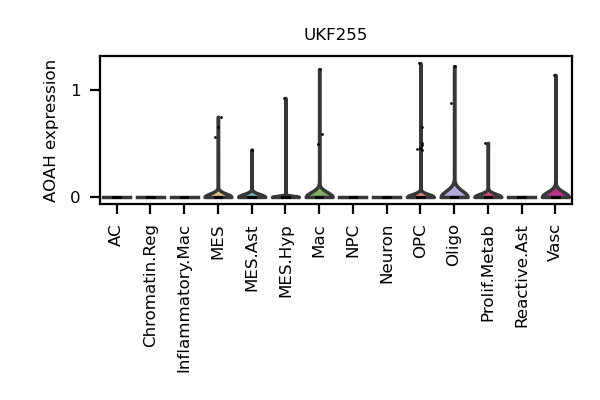 UKF255
AOAH expression
1
0
AC
Chromatin.Reg
Inflammatory.Mac
MES
MES.Ast
MES.Hyp
Mac
NPC
Neuron
OPC
Oligo
Prolif.Metab
Reactive.Ast
Vasc